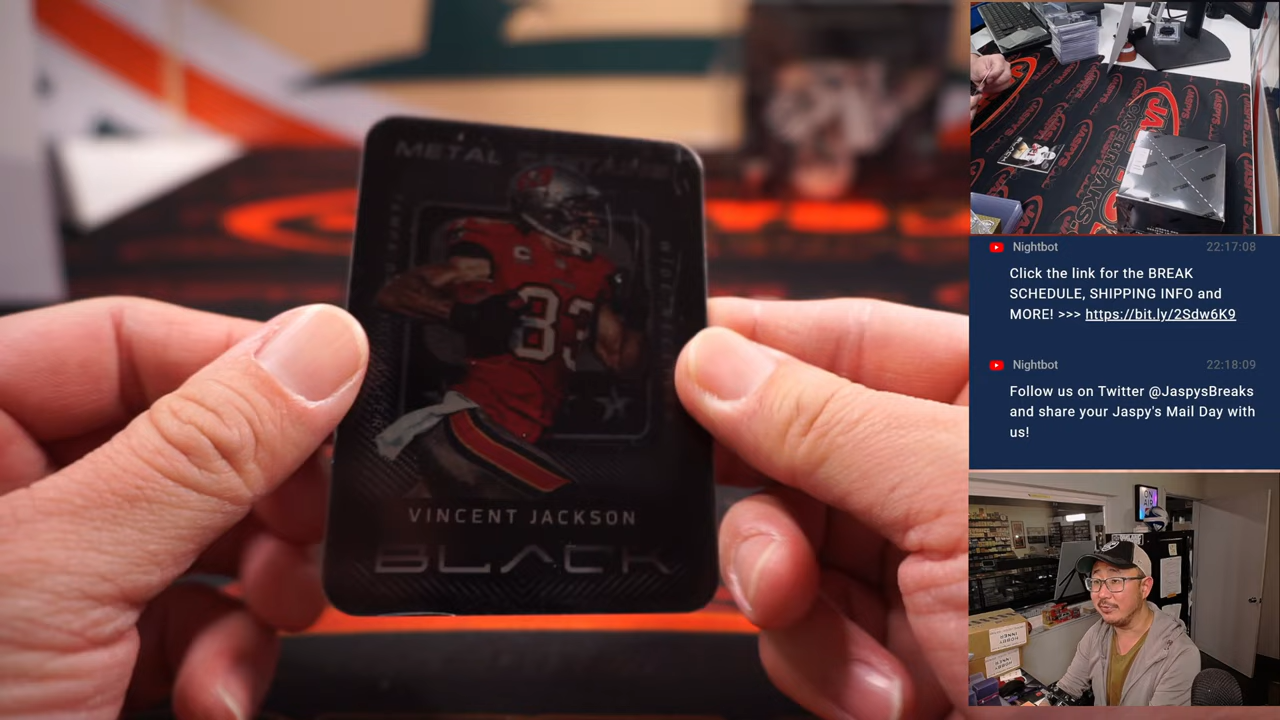 METAL
83
VINCENT JACKSON
BLACK
Nightbot 22:17:08
Click the link for the BREAK
SCHEDULE, SHIPPING INFO and
MORE! >>> https://bit.ly/2Sdw6K9
Nightbot 22:18:09
Follow us on Twitter @JaspysBreaks
and share your Jaspy's Mail Day with
us!
ON
AIR